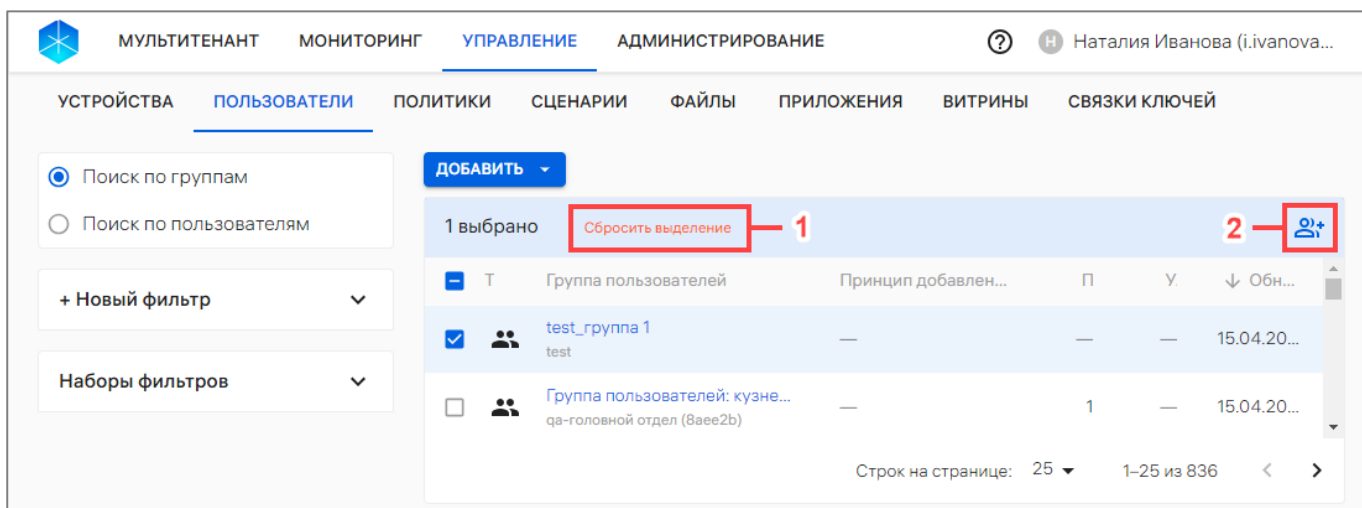 МУЛЬТИТЕНАНТ МОНИТОРИНГ УПРАВЛЕНИЕ АДМИНИСТРИРОВАНИЕ Н Наталия Иванова (i.ivanova...
УСТРОЙСТВА ПОЛЬЗОВАТЕЛИ ПОЛИТИКИ СЦЕНАРИИ ФАЙЛЫ ПРИЛОЖЕНИЯ ВИТРИНЫ СВЯЗКИ КЛЮЧЕЙ
Поиск по группам
Поиск по пользователям
+ Новый фильтр
Наборы фильтров
ДОБАВИТЬ
1 выбрано Сбросить выделение 1 2
Т Группа пользователей Принцип добавлен... П У. Обн...
test_группа 1 — — — 15.04.20...
test
Группа пользователей: кузне... — 1 — 15.04.20...
qa-головной отдел (8aee2b)
Строк на странице: 25 1–25 из 836